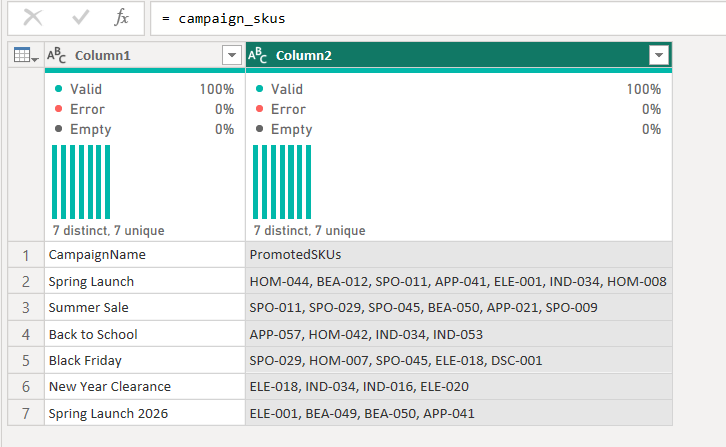 fx = campaign_skus
ABC Column1 ABC Column2
Valid 100% Valid 100%
Error 0% Error 0%
Empty 0% Empty 0%
7 distinct, 7 unique 7 distinct, 7 unique
1 CampaignName PromotedSKUs
2 Spring Launch HOM-044, BEA-012, SPO-011, APP-041, ELE-001, IND-034, HOM-008
3 Summer Sale SPO-011, SPO-029, SPO-045, BEA-050, APP-021, SPO-009
4 Back to School APP-057, HOM-042, IND-034, IND-053
5 Black Friday SPO-029, HOM-007, SPO-045, ELE-018, DSC-001
6 New Year Clearance ELE-018, IND-034, IND-016, ELE-020
7 Spring Launch 2026 ELE-001, BEA-049, BEA-050, APP-041